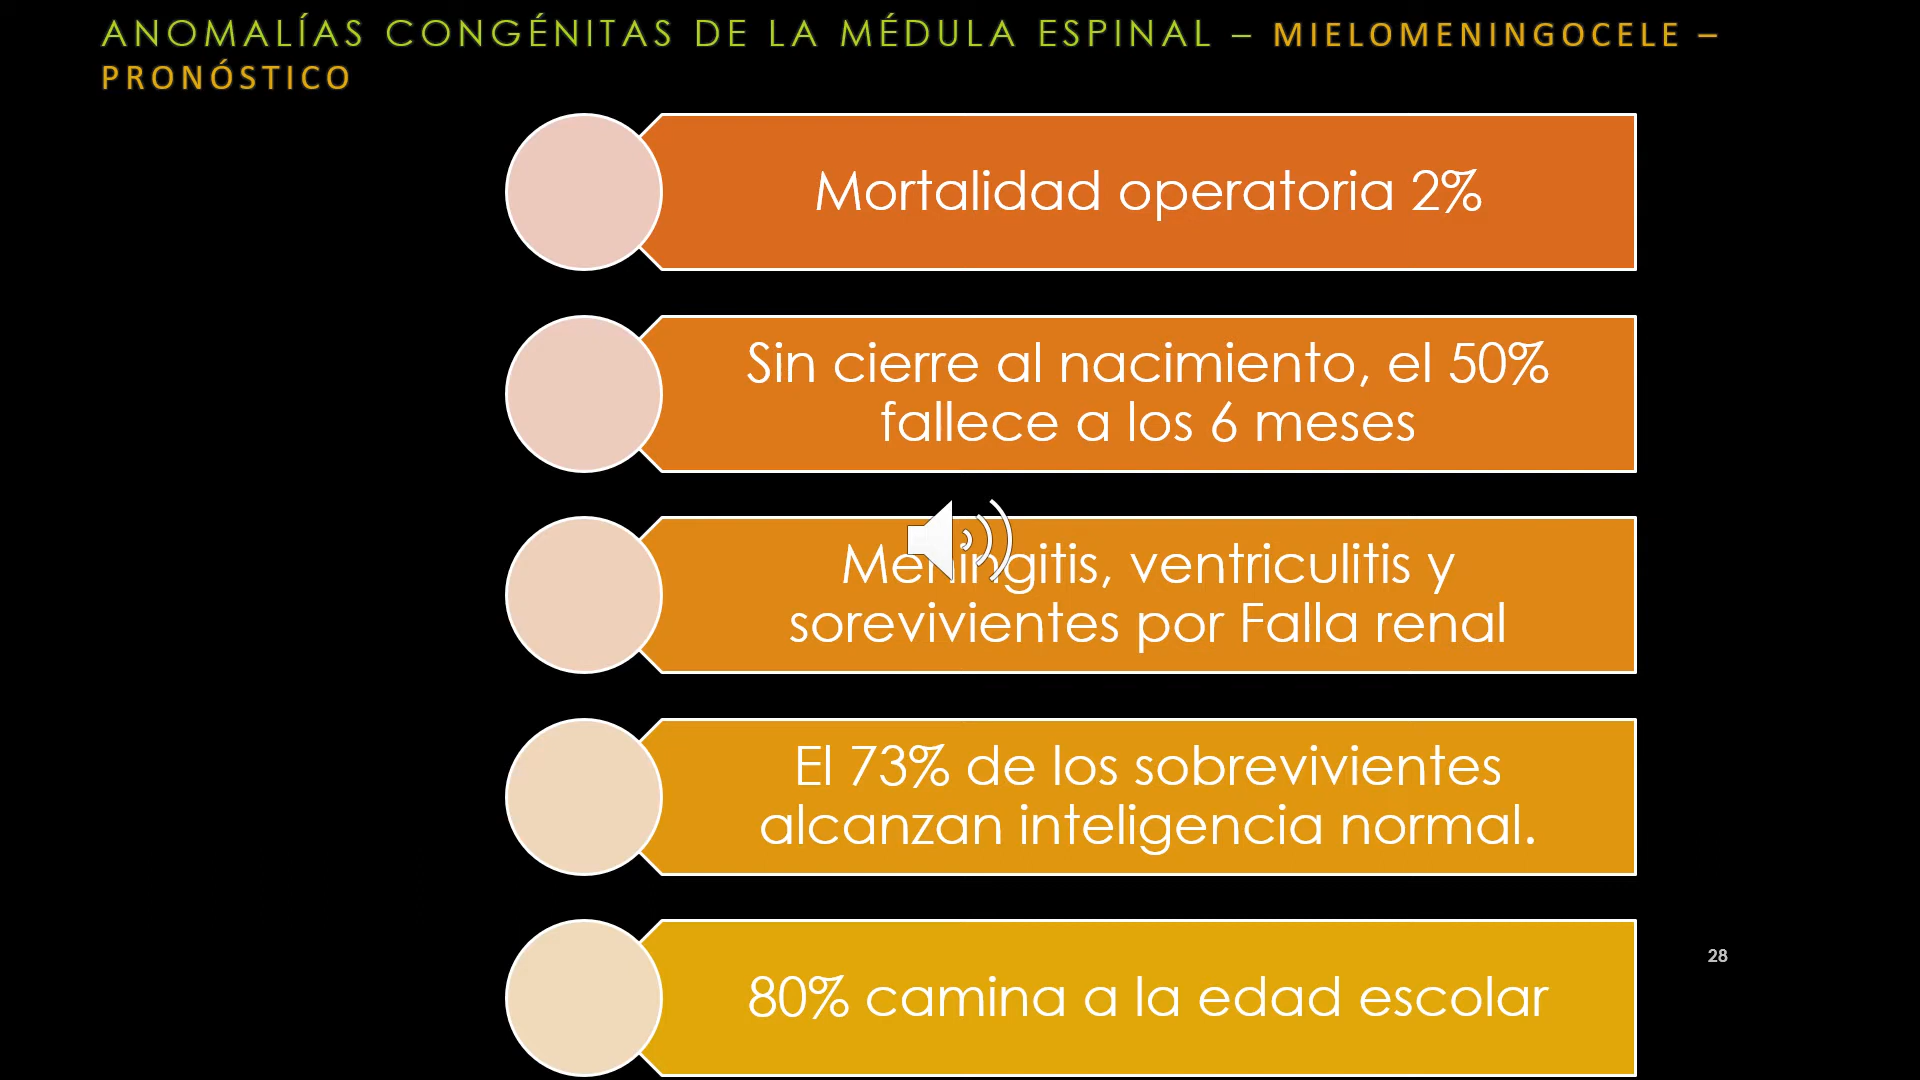 ANOMALÍAS CONGÉNITAS DE LA MÉDULA ESPINAL – MIELOMENINGOCELE –
PRONÓSTICO
Mortalidad operatoria 2%
Sin cierre al nacimiento, el 50%
fallece a los 6 meses
Meningitis, ventriculitis y
sorevivientes por Falla renal
El 73% de los sobrevivientes
alcanzan inteligencia normal.
80% camina a la edad escolar
28